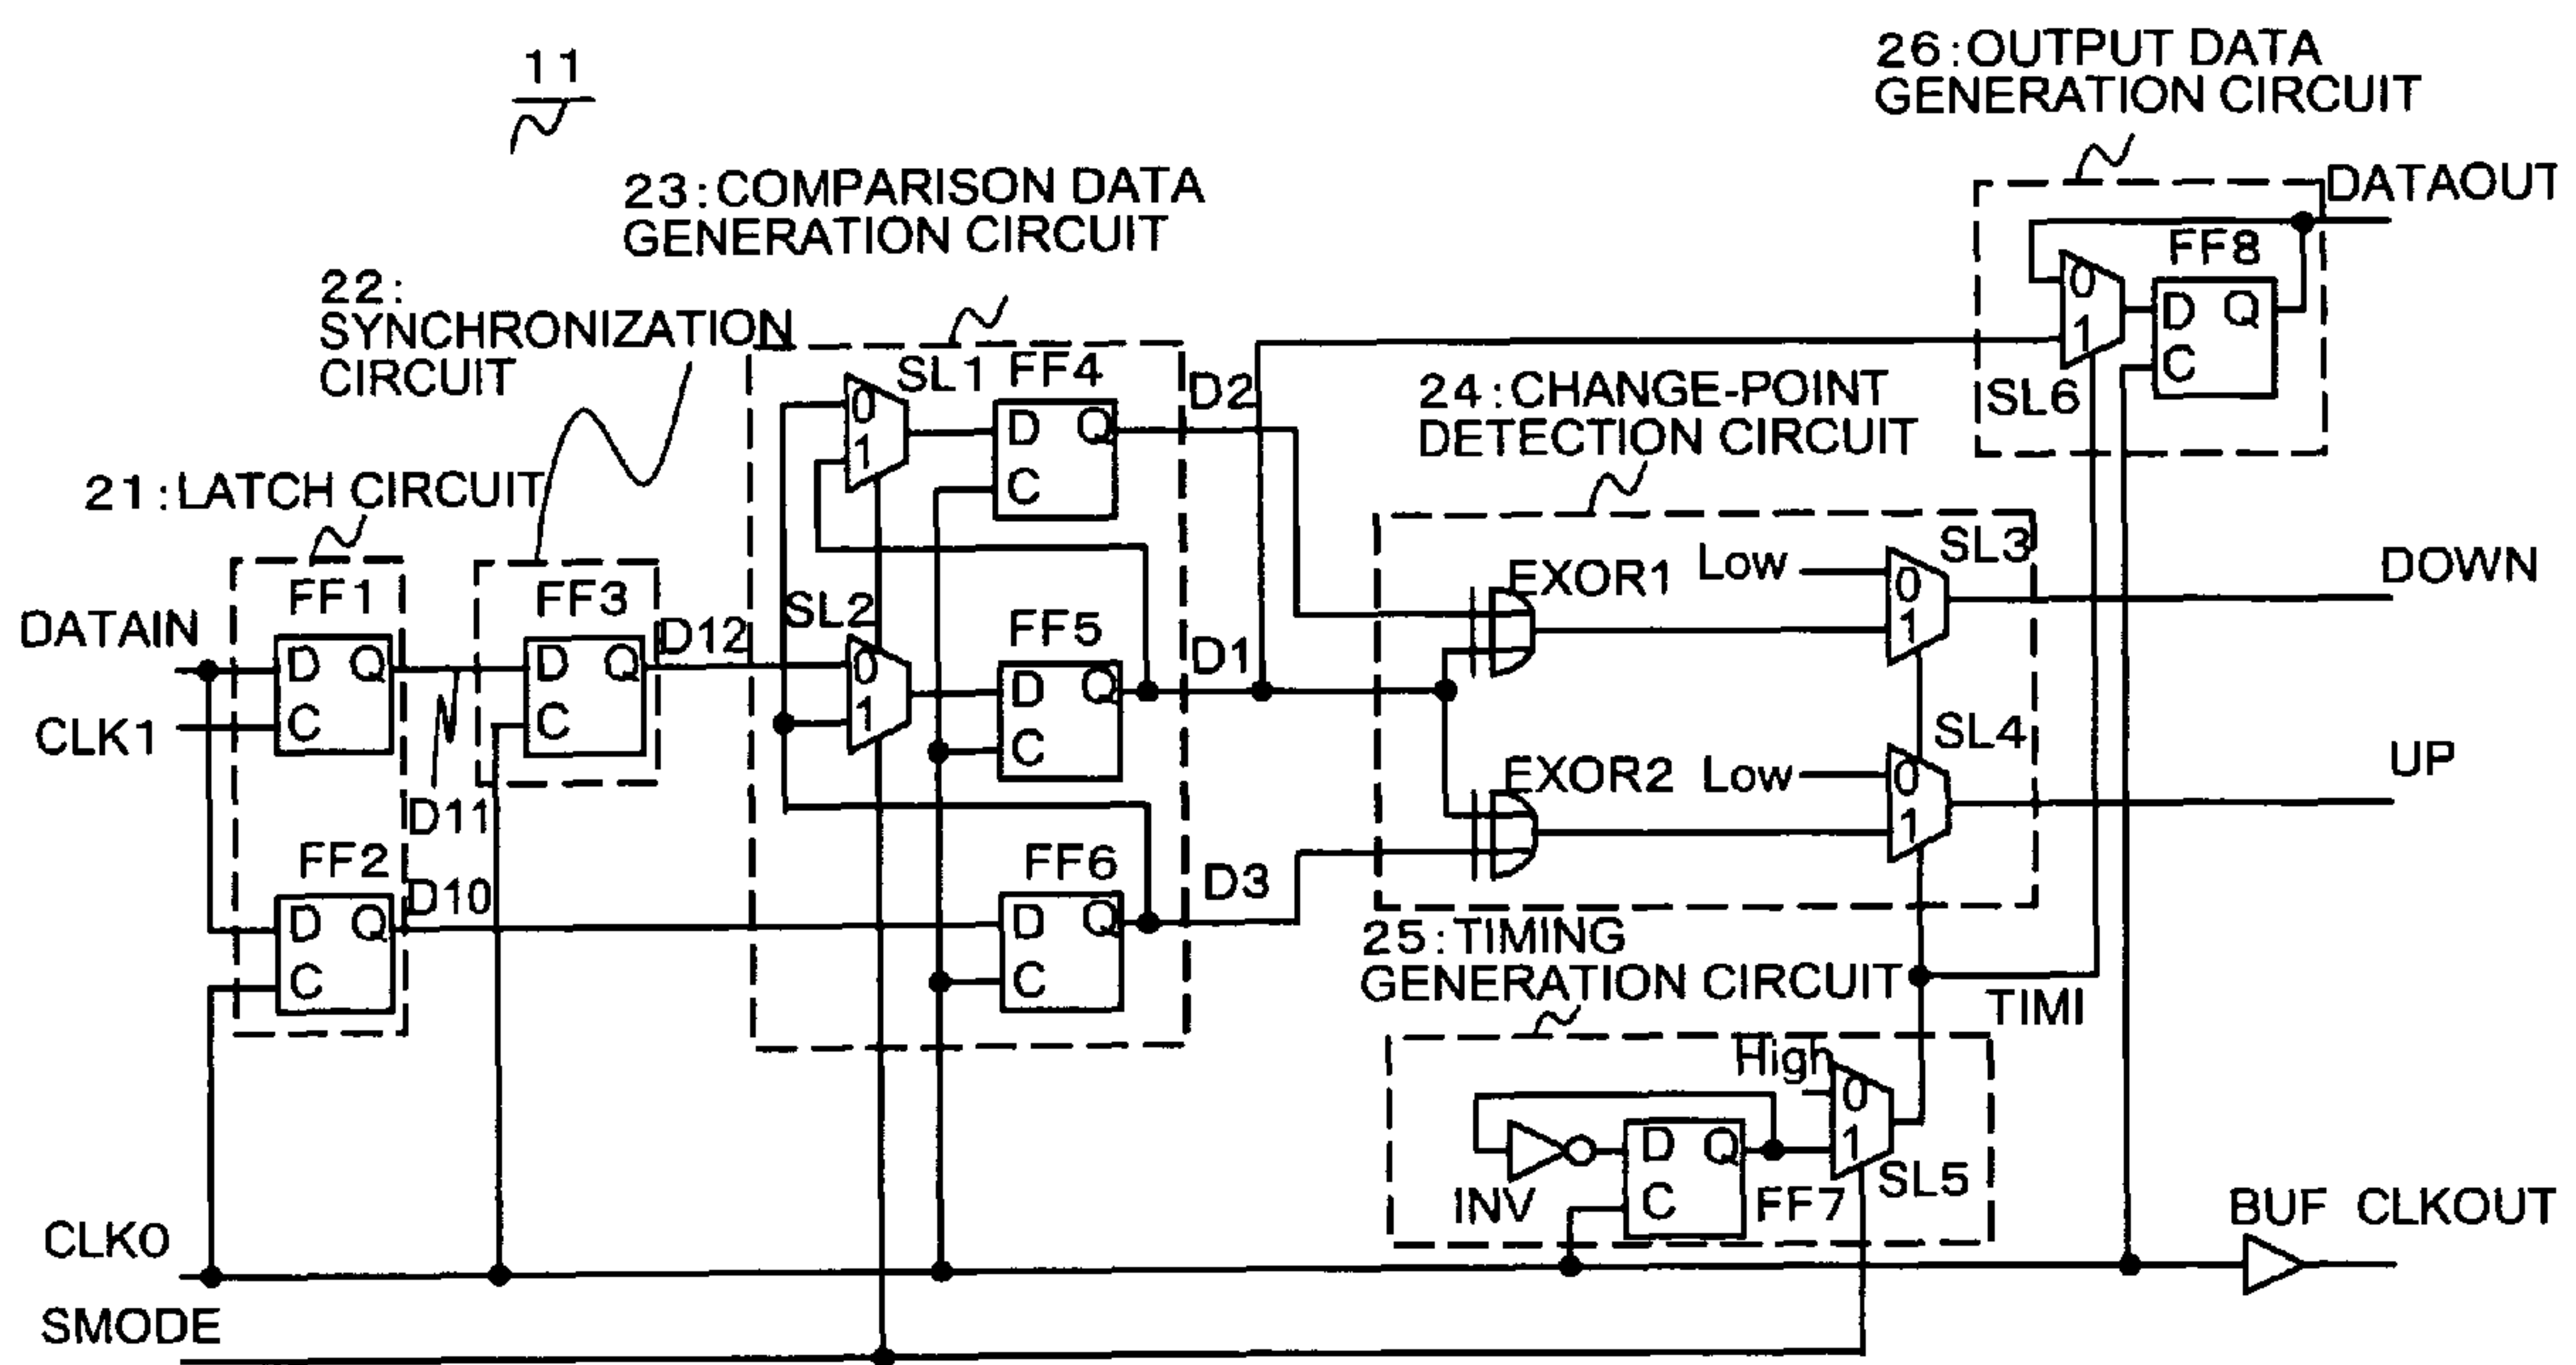 11
26:OUTPUT DATA
GENERATION CIRCUIT
DATAOUT
23:COMPARISON DATA
GENERATION CIRCUIT
22:
SYNCHRONIZATION
CIRCUIT
21:LATCH CIRCUIT
24:CHANGE-POINT
DETECTION CIRCUIT
25:TIMING
GENERATION CIRCUIT
DATAIN
CLK1
FF1
D Q
C
D11
FF2
D Q
C
D10
FF3
D Q
C
D12
SL1
0
1
FF4
D Q
C
D2
SL2
0
1
FF5
D Q
C
D1
FF6
D Q
C
D3
EXOR1
Low
SL3
0
1
DOWN
EXOR2
Low
SL4
0
1
UP
TIMI
High
0
1
SL5
INV
D Q
C
FF7
SL6
0
1
FF8
D Q
C
CLK0
SMODE
BUF
CLKOUT